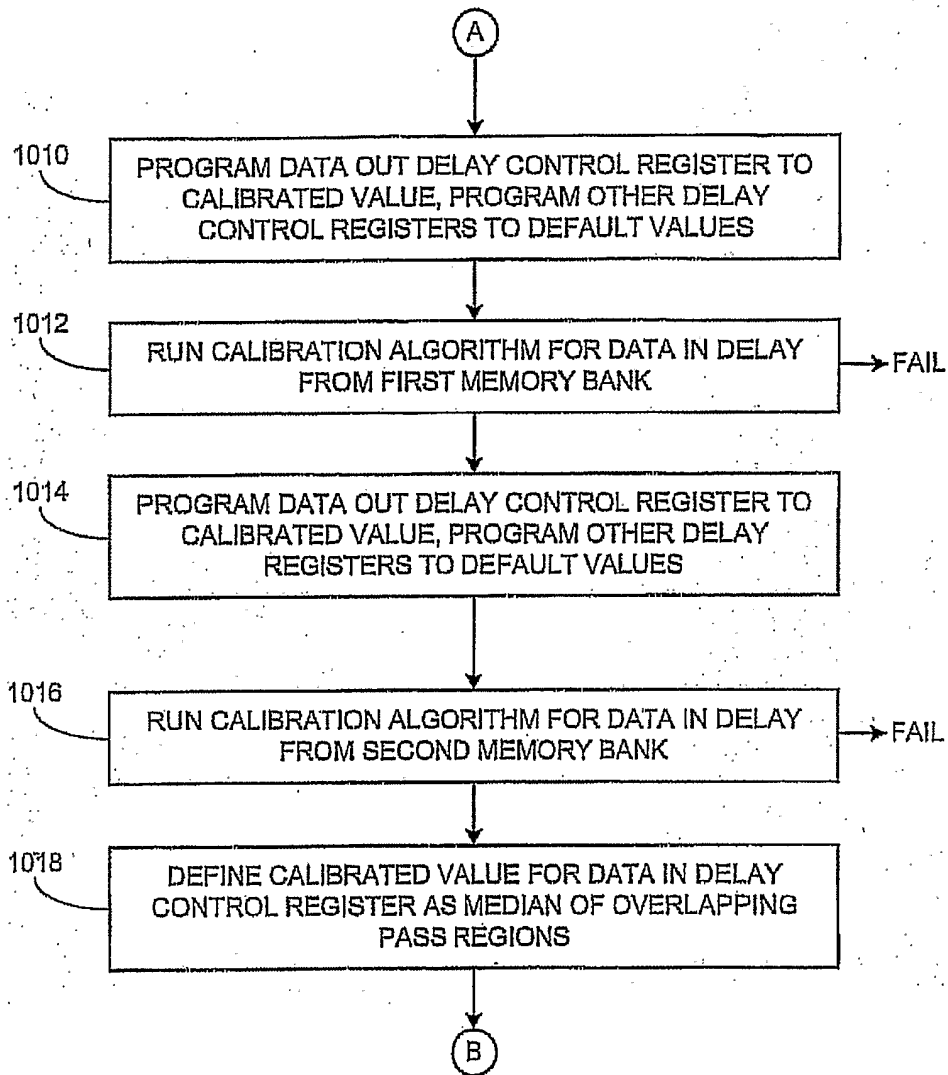 A
1010
PROGRAM DATA OUT DELAY CONTROL REGISTER TO
CALIBRATED VALUE, PROGRAM OTHER DELAY
CONTROL REGISTERS TO DEFAULT VALUES
1012
RUN CALIBRATION ALGORITHM FOR DATA IN DELAY
FROM FIRST MEMORY BANK
FAIL
1014
PROGRAM DATA OUT DELAY CONTROL REGISTER TO
CALIBRATED VALUE, PROGRAM OTHER DELAY
REGISTERS TO DEFAULT VALUES
1016
RUN CALIBRATION ALGORITHM FOR DATA IN DELAY
FROM SECOND MEMORY BANK
FAIL
1018
DEFINE CALIBRATED VALUE FOR DATA IN DELAY
CONTROL REGISTER AS MEDIAN OF OVERLAPPING
PASS REGIONS
B